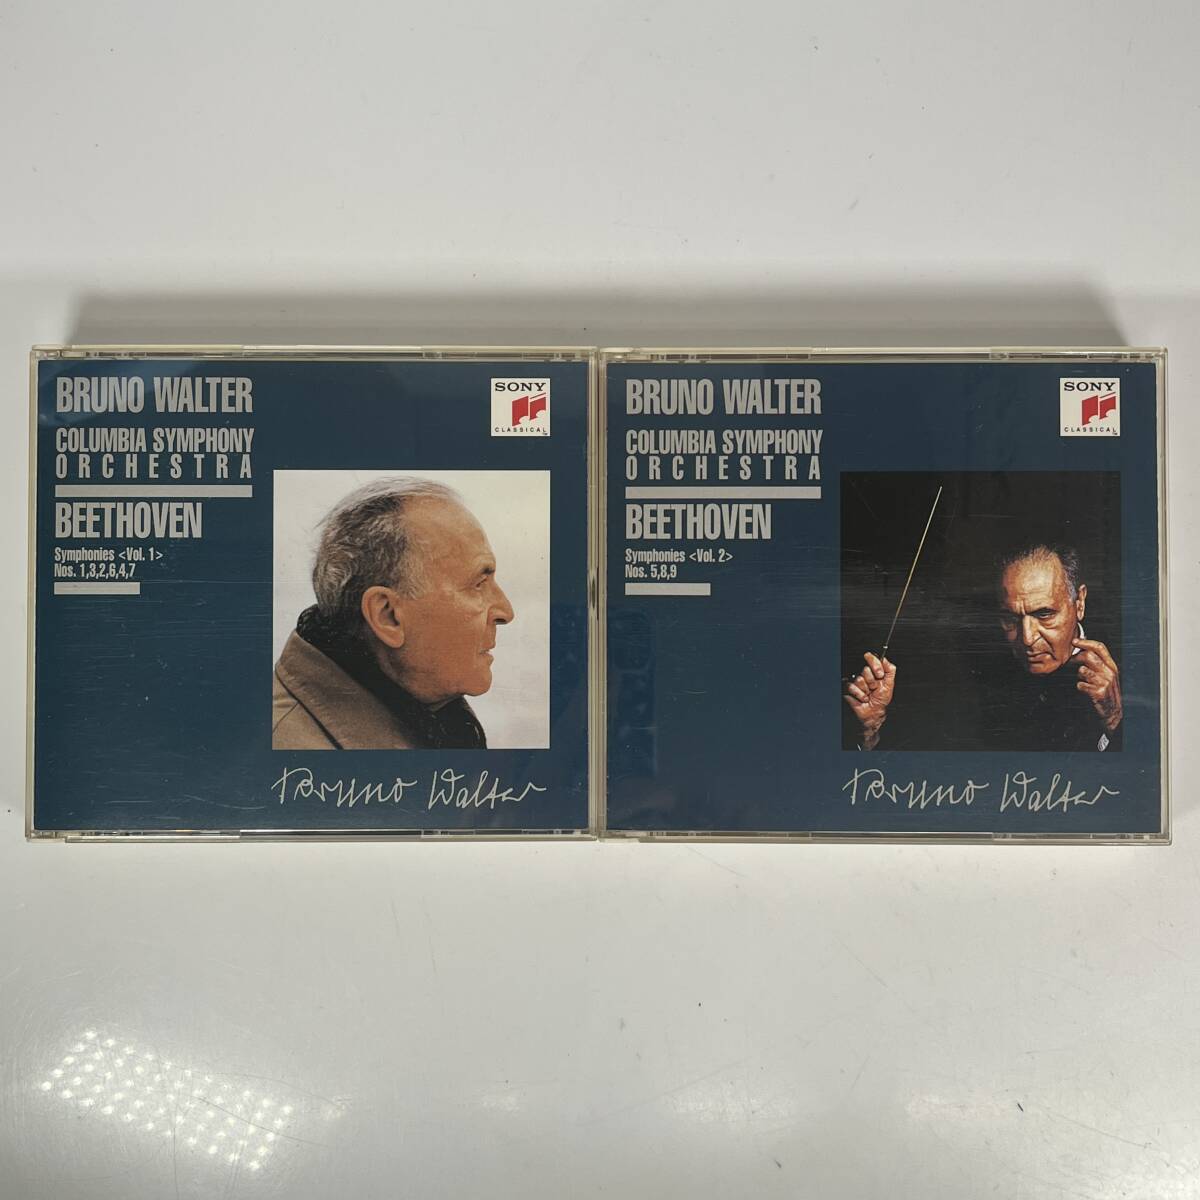 BRUNO WALTER
COLUMBIA SYMPHONY
ORCHESTRA
BEETHOVEN
Symphonies <Vol. 1>
Nos. 1,3,2,6,4,7
SONY
CLASSICAL
Bruno Walter
BRUNO WALTER
COLUMBIA SYMPHONY
ORCHESTRA
BEETHOVEN
Symphonies <Vol. 2>
Nos. 5,8,9
SONY
CLASSICAL
Bruno Walter